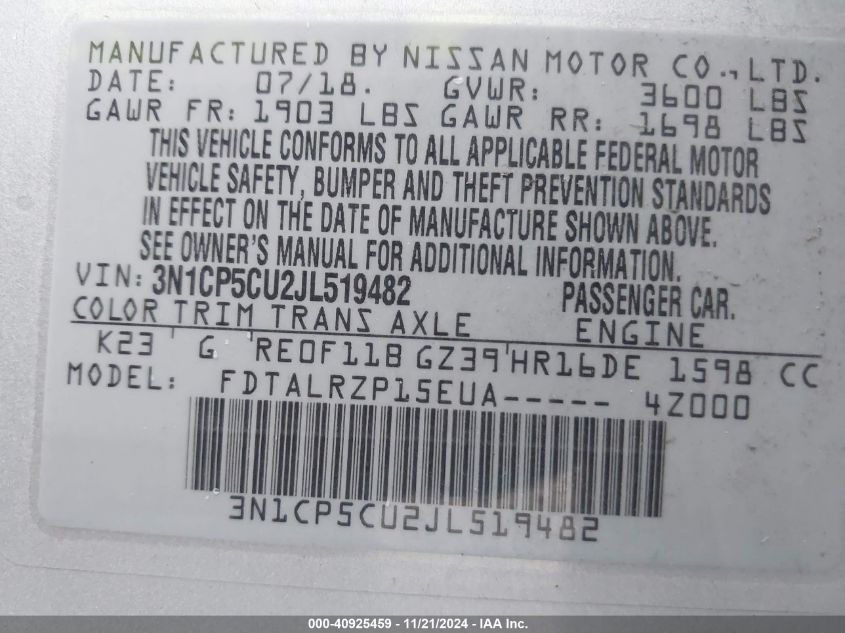 MANUFACTURED BY NISSAN MOTOR CO., LTD.
DATE: 07/18. GVWR: 3600 LBS
GAWR FR: 1903 LBS GAWR RR: 1698 LBS
THIS VEHICLE CONFORMS TO ALL APPLICABLE FEDERAL MOTOR
VEHICLE SAFETY, BUMPER AND THEFT PREVENTION STANDARDS
IN EFFECT ON THE DATE OF MANUFACTURE SHOWN ABOVE.
SEE OWNER'S MANUAL FOR ADDITIONAL INFORMATION.
VIN: 3N1CP5CU2JL519482 PASSENGER CAR.
COLOR TRIM TRANS AXLE ENGINE
K23 G RE0F11B GZ39 HR16DE 1598 CC
MODEL: FDTALRZP15EUA----- 4Z000
3N1CP5CU2JL519482
000-40925459 - 11/21/2024 - IAA Inc.